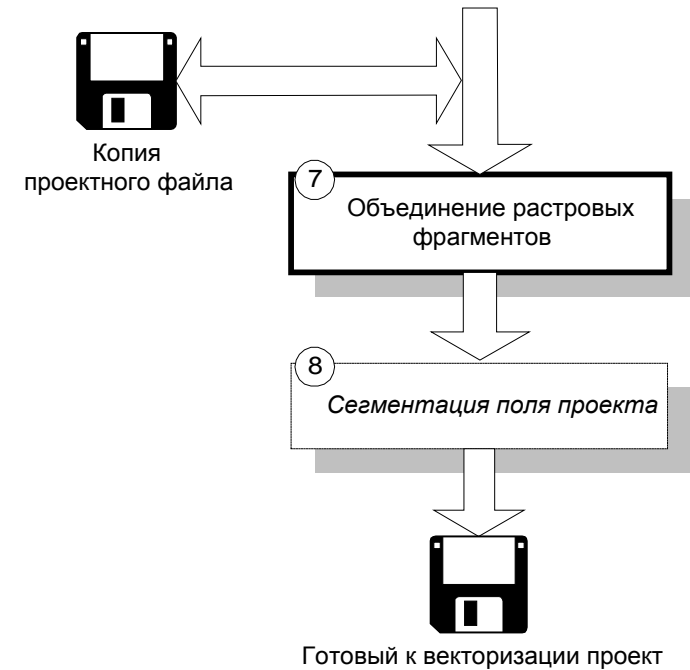 Копия
проектного файла
7
Объединение растровых
фрагментов
8
Сегментация поля проекта
Готовый к векторизации проект